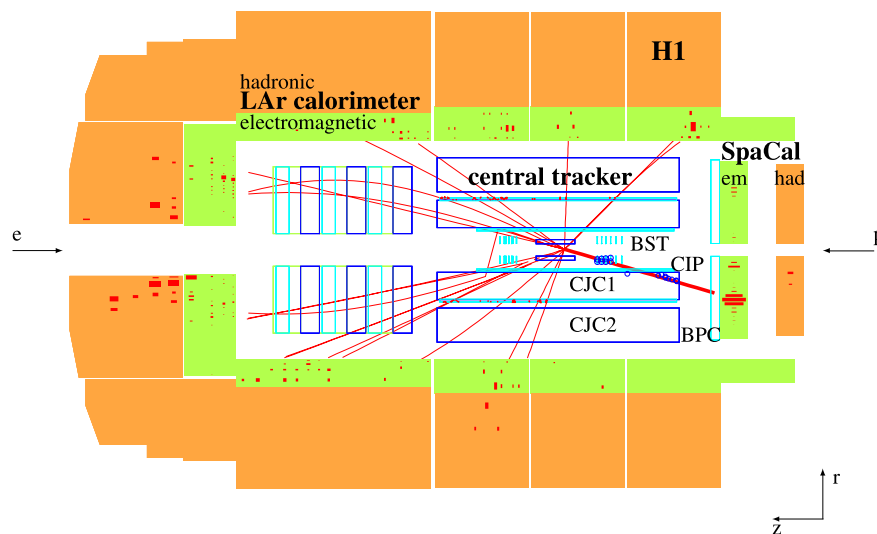 H1
hadronic
LAr calorimeter
electromagnetic
SpaCal
em had
central tracker
e
BST
CIP
CJC1
CJC2
BPC
r
z